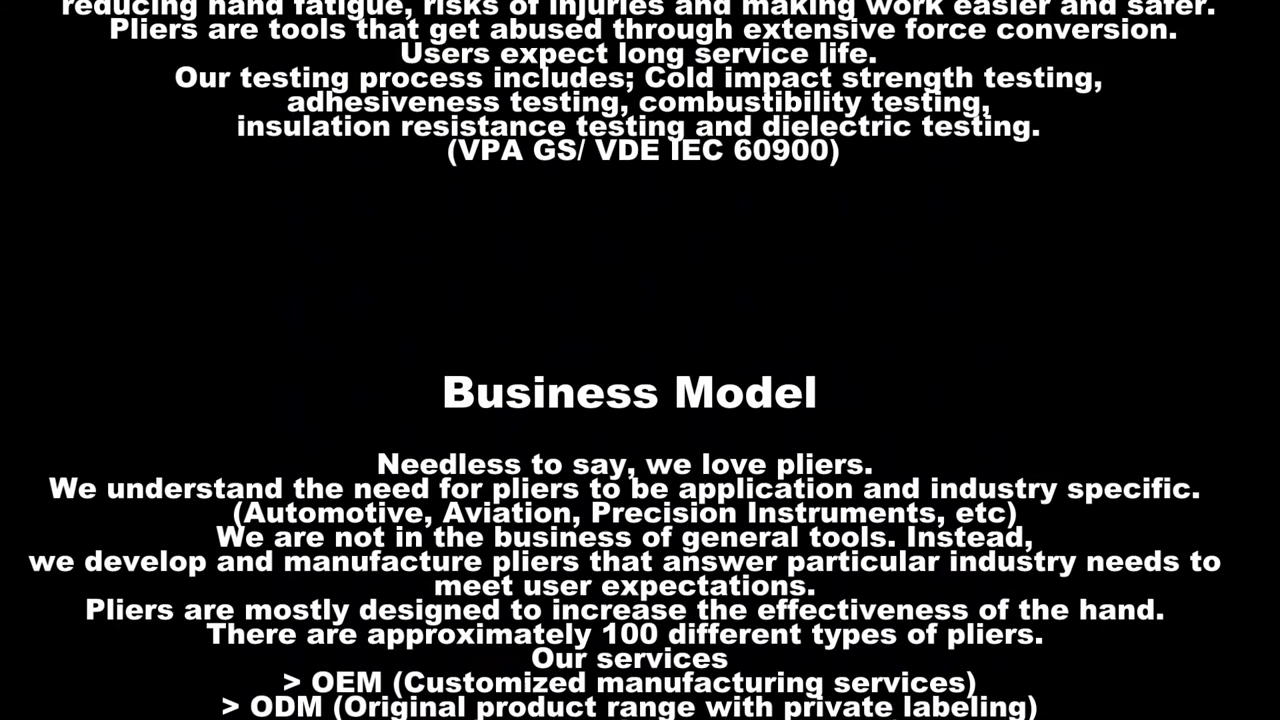 reducing hand fatigue, risks of injuries and making work easier and safer.
Pliers are tools that get abused through extensive force conversion.
Users expect long service life.
Our testing process includes; Cold impact strength testing,
adhesiveness testing, combustibility testing,
insulation resistance testing and dielectric testing.
(VPA GS/ VDE IEC 60900)
Business Model
Needless to say, we love pliers.
We understand the need for pliers to be application and industry specific.
(Automotive, Aviation, Precision Instruments, etc)
We are not in the business of general tools. Instead,
we develop and manufacture pliers that answer particular industry needs to
meet user expectations.
Pliers are mostly designed to increase the effectiveness of the hand.
There are approximately 100 different types of pliers.
Our services
> OEM (Customized manufacturing services)
> ODM (Original product range with private labeling)